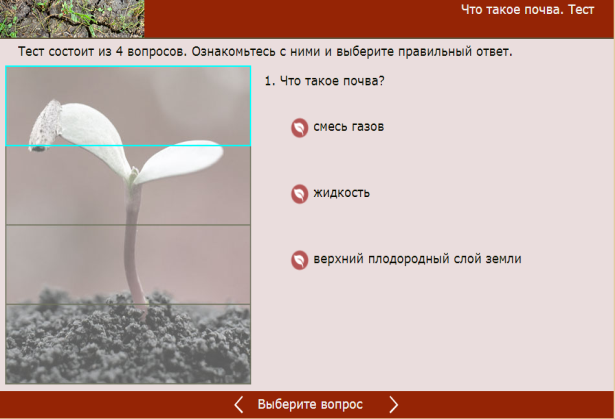 Что такое почва. Тест
Тест состоит из 4 вопросов. Ознакомьтесь с ними и выберите правильный ответ.
1. Что такое почва?
смесь газов
жидкость
верхний плодородный слой земли
Выберите вопрос